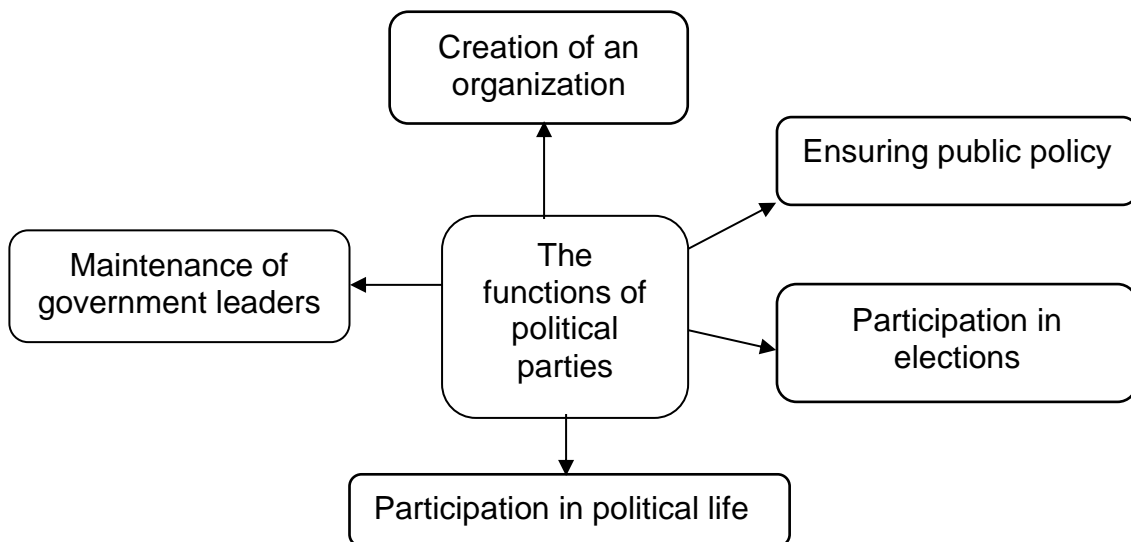 Creation of an
organization
Ensuring public policy
Maintenance of
government leaders
The
functions of
political
parties
Participation in
elections
Participation in political life